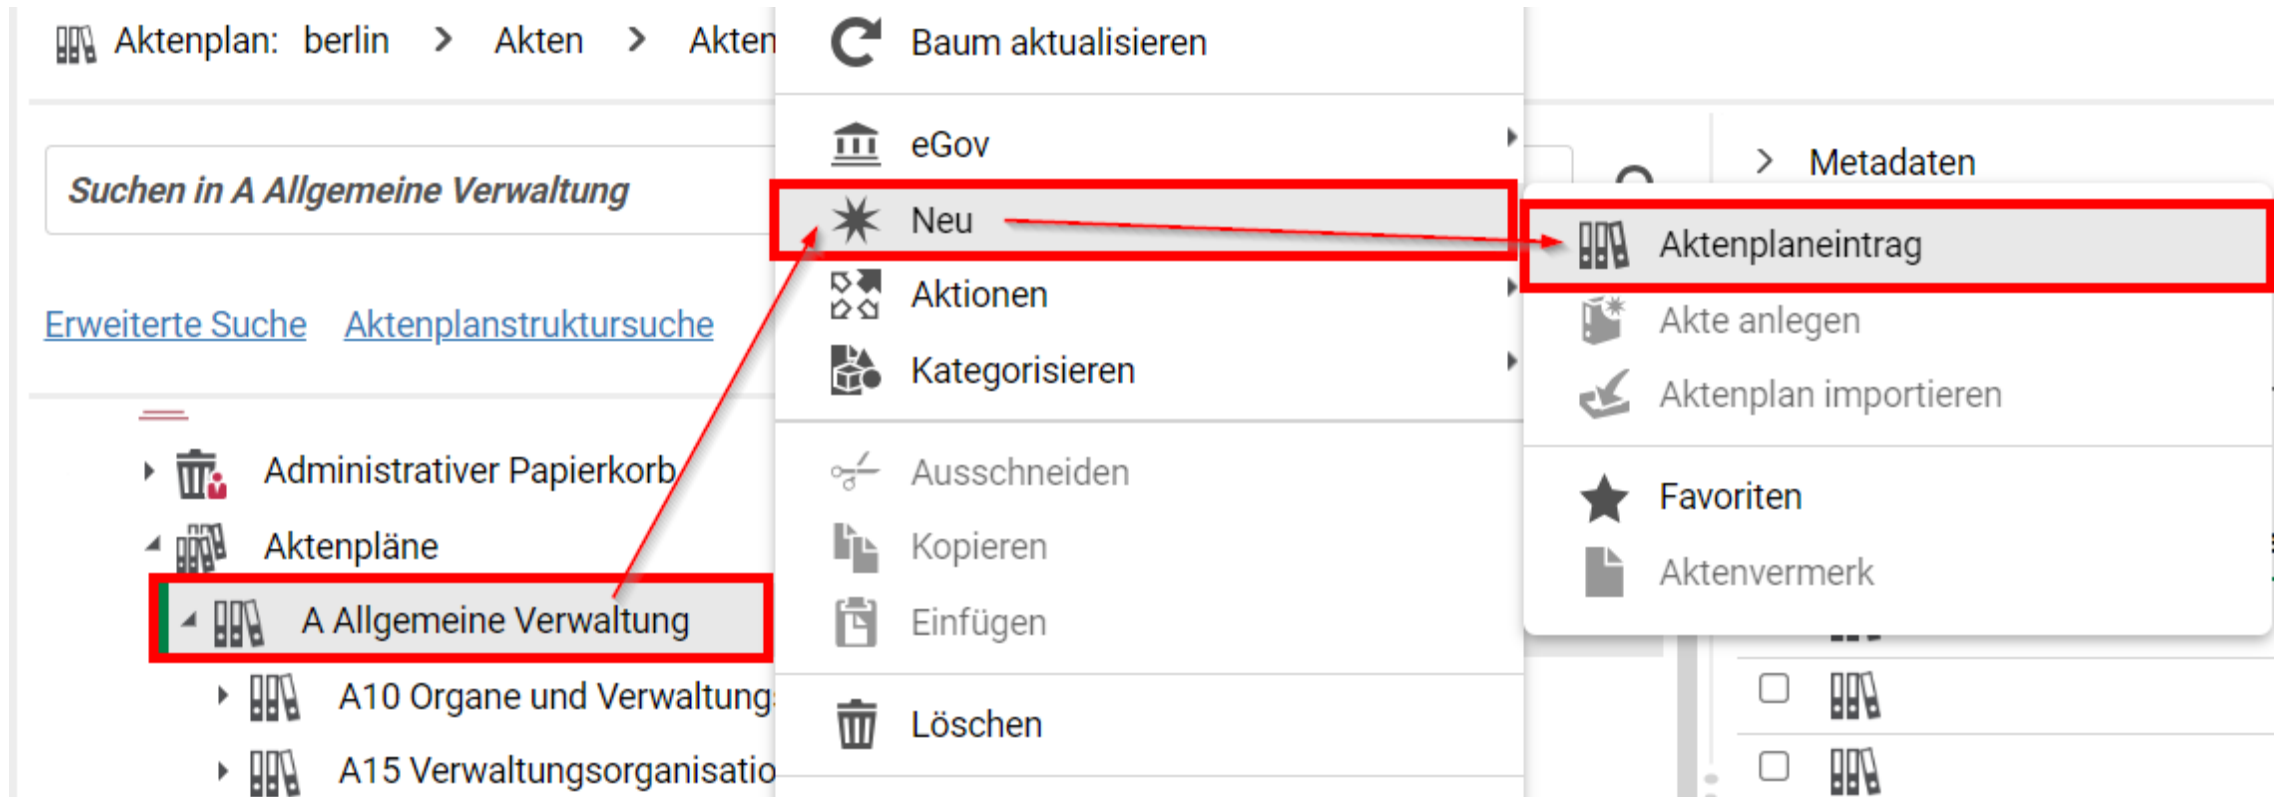 Aktenplan: berlin > Akten > Akten
Suchen in A Allgemeine Verwaltung
Erweiterte Suche Aktenplanstruktursuche
Administrativer Papierkorb
Aktenpläne
A Allgemeine Verwaltung
A10 Organe und Verwaltung
A15 Verwaltungsorganisatio
Baum aktualisieren
eGov
Neu
Aktionen
Kategorisieren
Ausschneiden
Kopieren
Einfügen
Löschen
> Metadaten
Aktenplaneintrag
Akte anlegen
Aktenplan importieren
Favoriten
Aktenvermerk